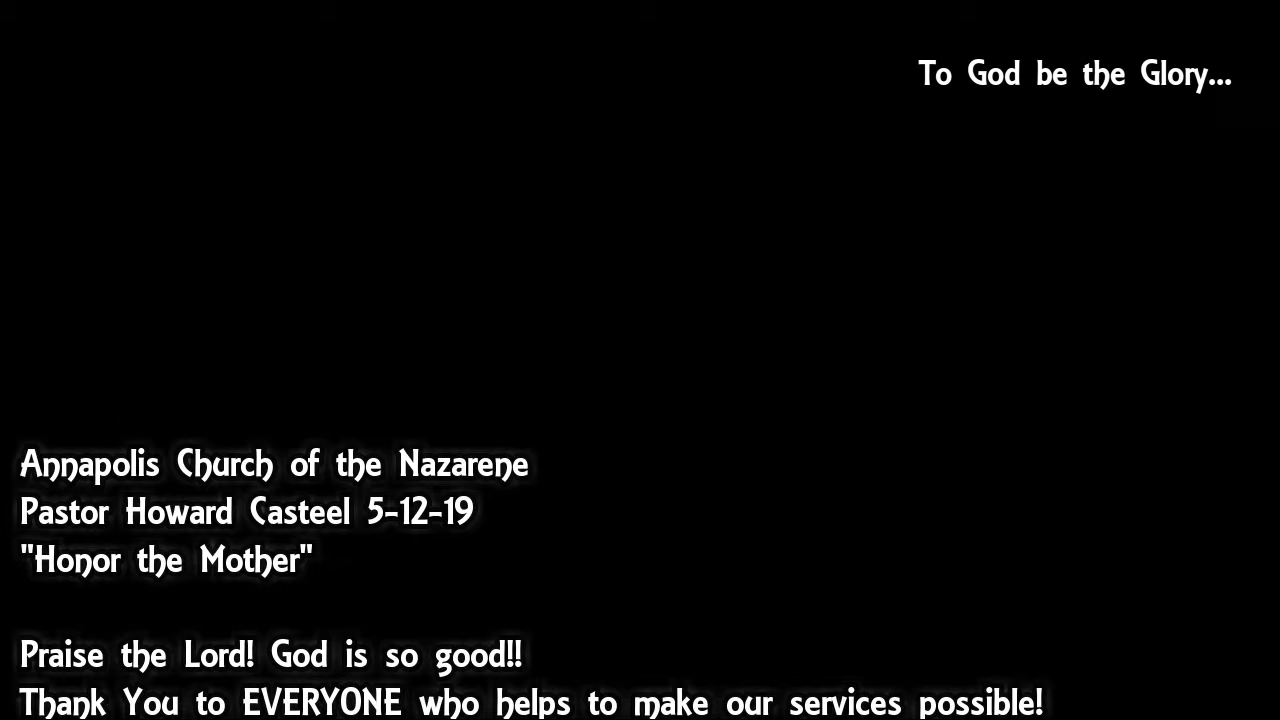 To God be the Glory...
Annapolis Church of the Nazarene
Pastor Howard Casteel 5-12-19
"Honor the Mother"
Praise the Lord! God is so good!!
Thank You to EVERYONE who helps to make our services possible!